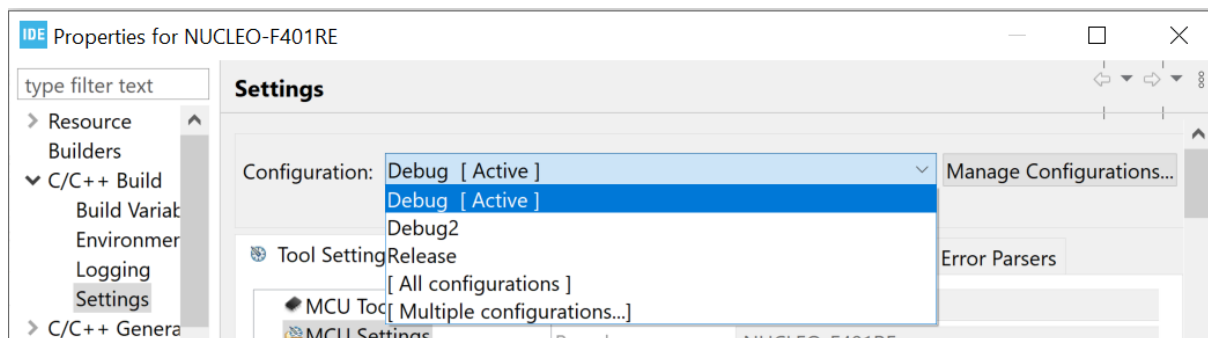 IDE Properties for NUCLEO-F401RE
type filter text
Resource
Builders
C/C++ Build
Build Variab
Environmer
Logging
Settings
C/C++ Genera
Settings
Configuration: Debug [ Active ] Manage Configurations...
Debug [ Active ]
Debug2
Release
[ All configurations ]
[ Multiple configurations...]
Tool Setting Error Parsers
MCU Too
MCU Settings NUCLEO-F401RE